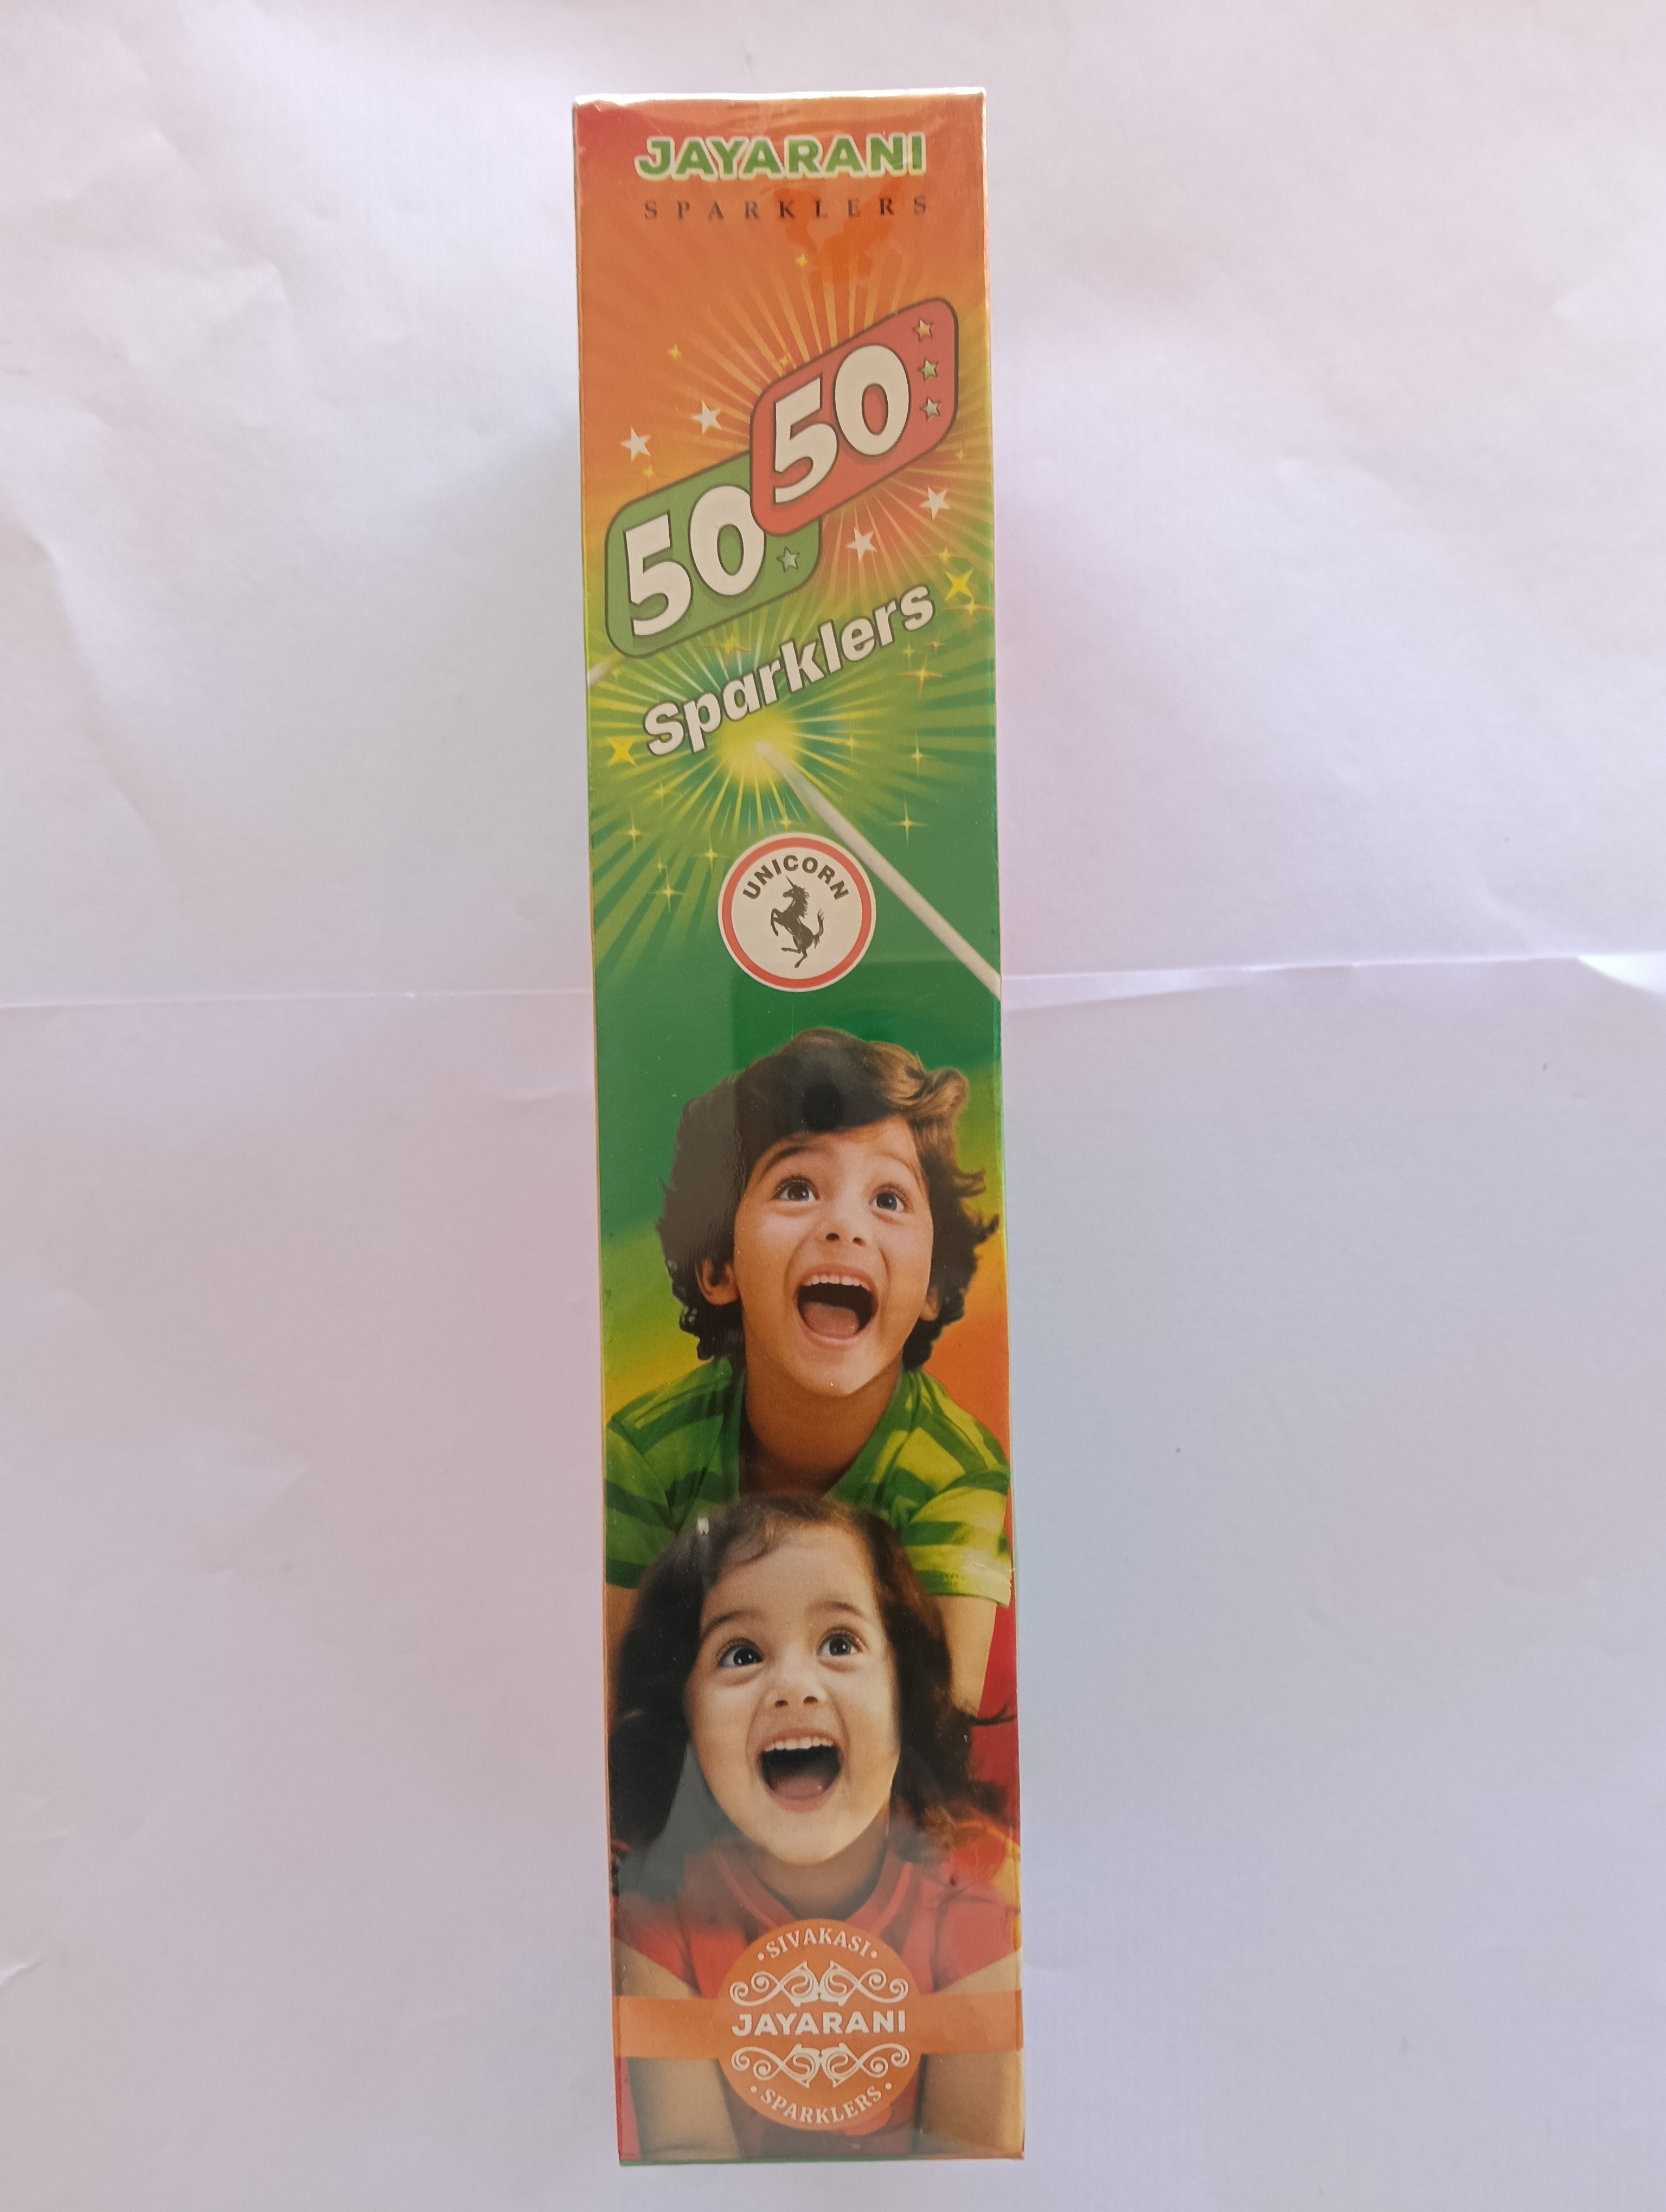 JAYARANI
SPARKLERS
50
50
Sparklers
UNICORN
SIVAKASI
JAYARANI
SPARKLERS